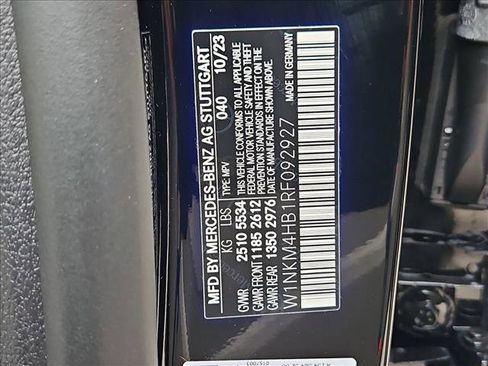 MFD. BY MERCEDES-BENZ AG STUTTGART
040 10/23
KG LBS TYPE: MPV
GVWR 2510 5534
GAWR FRONT 1185 2612
GAWR REAR 1350 2976
THIS VEHICLE CONFORMS TO ALL APPLICABLE
FEDERAL MOTOR VEHICLE SAFETY AND THEFT
PREVENTION STANDARDS IN EFFECT ON THE
DATE OF MANUFACTURE SHOWN ABOVE.
W1NKM4HB1RF092927
MADE IN GERMANY